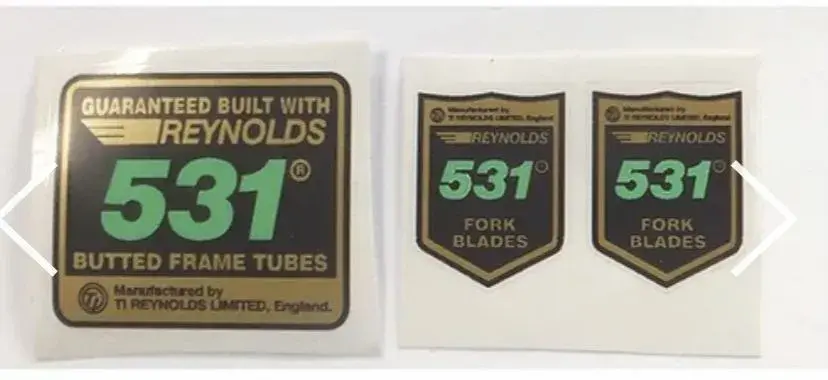 GUARANTEED BUILT WITH
REYNOLDS
531®
BUTTED FRAME TUBES
TI Manufactured by
TI REYNOLDS LIMITED, England.
Manufactured by
TI REYNOLDS LIMITED, England
REYNOLDS
531®
FORK
BLADES
Manufactured by
TI REYNOLDS LIMITED, England
REYNOLDS
531®
FORK
BLADES